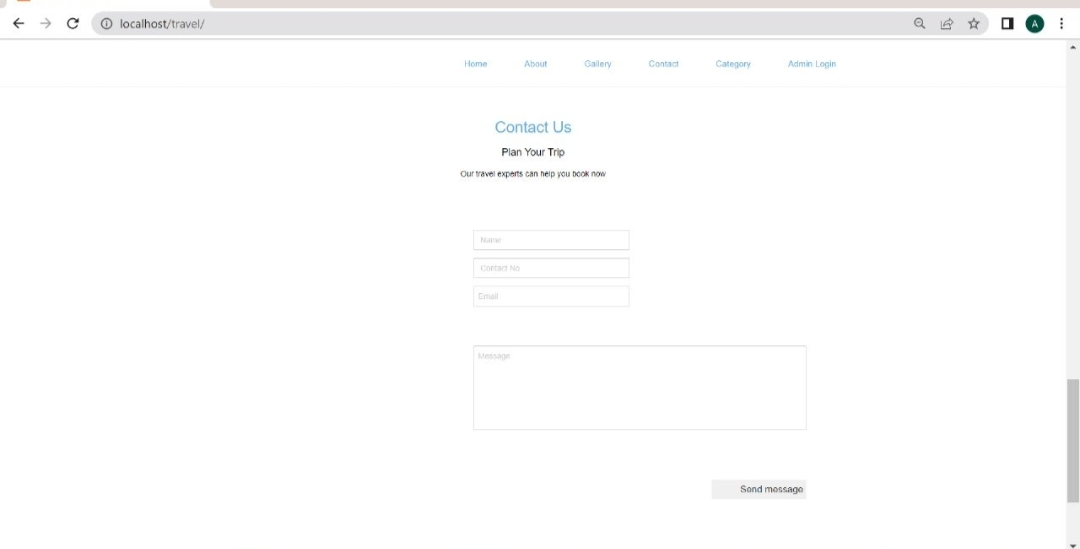 localhost/travel/
A
Home About Gallery Contact Category Admin Login
Contact Us
Plan Your Trip
Our travel experts can help you book now
Name
Contact No
Email
Message
Send message